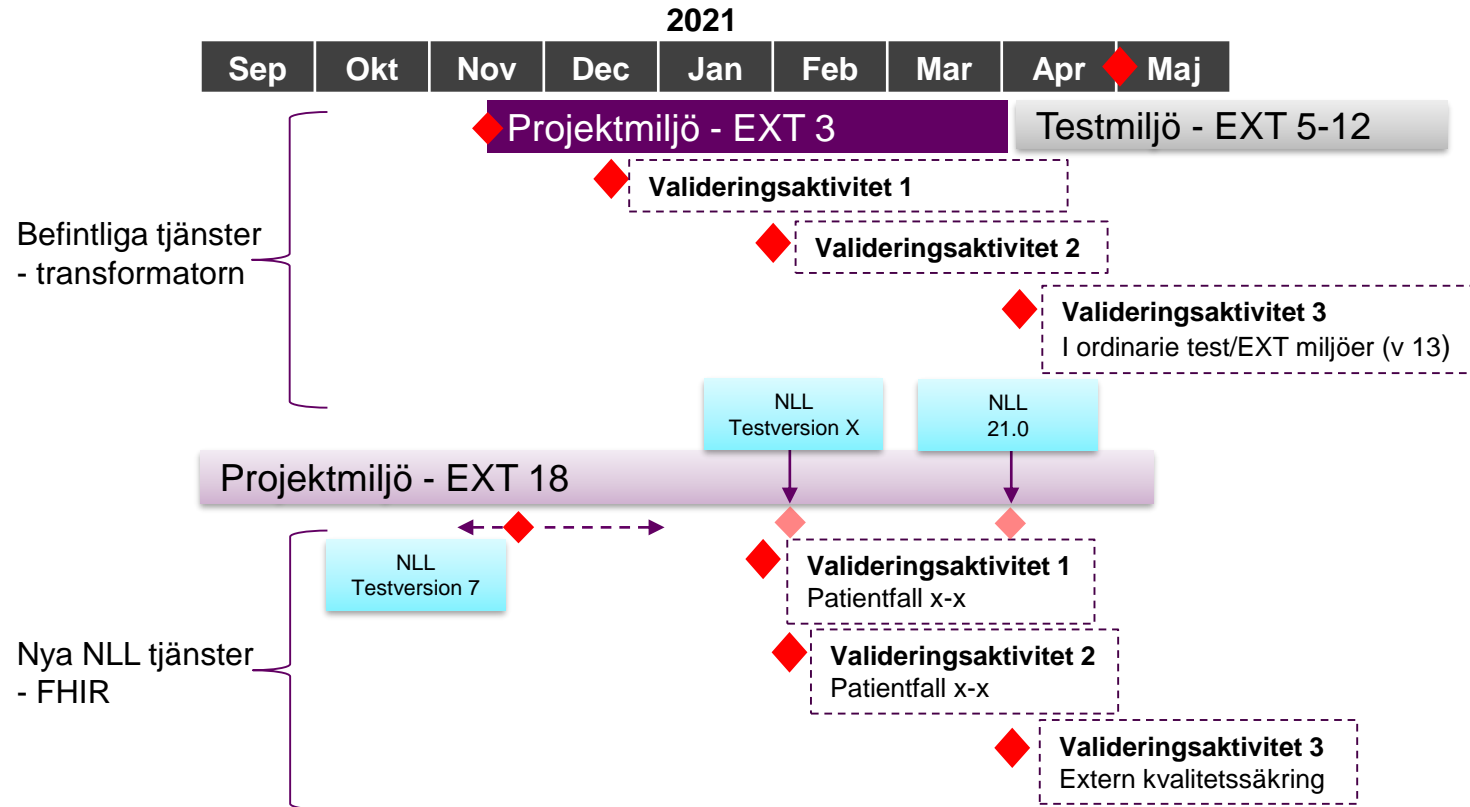 2021
Sep Okt Nov Dec Jan Feb Mar Apr Maj
Projektmiljö - EXT 3
Testmiljö - EXT 5-12
Valideringsaktivitet 1
Valideringsaktivitet 2
Befintliga tjänster
- transformatorn
Valideringsaktivitet 3
I ordinarie test/EXT miljöer (v 13)
NLL
Testversion X
NLL
21.0
Projektmiljö - EXT 18
NLL
Testversion 7
Valideringsaktivitet 1
Patientfall x-x
Nya NLL tjänster
- FHIR
Valideringsaktivitet 2
Patientfall x-x
Valideringsaktivitet 3
Extern kvalitetssäkring